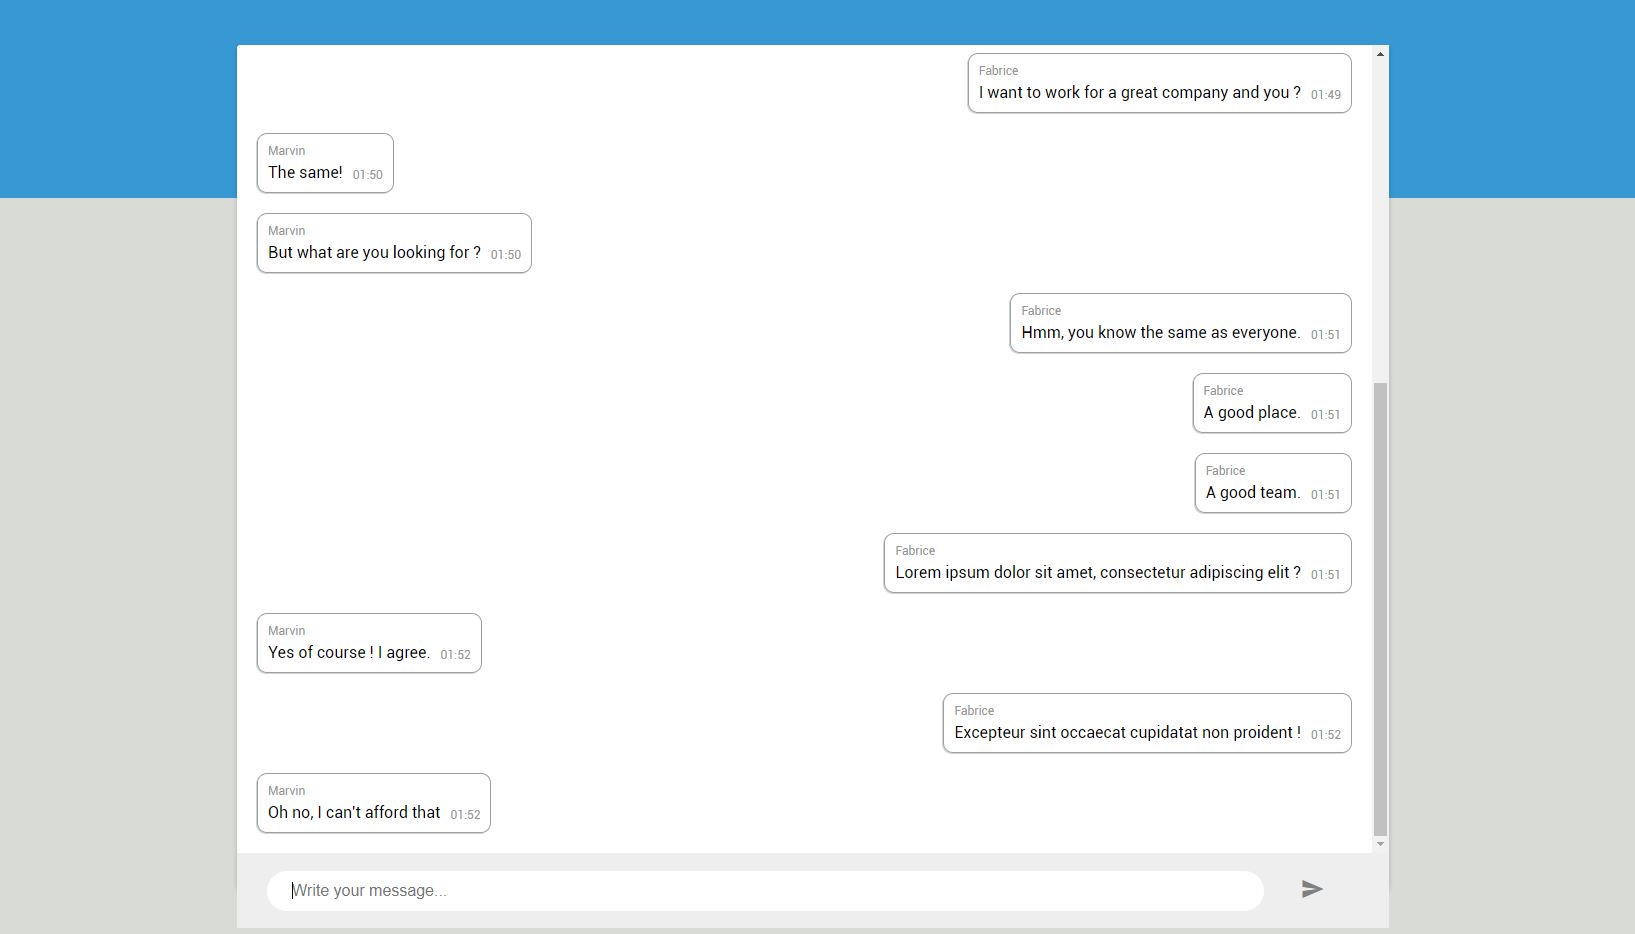 Fabrice
I want to work for a great company and you ? 01:49
Marvin
The same! 01:50
Marvin
But what are you looking for ? 01:50
Fabrice
Hmm, you know the same as everyone. 01:51
Fabrice
A good place. 01:51
Fabrice
A good team. 01:51
Fabrice
Lorem ipsum dolor sit amet, consectetur adipiscing elit ? 01:51
Marvin
Yes of course ! I agree. 01:52
Fabrice
Excepteur sint occaecat cupidatat non proident ! 01:52
Marvin
Oh no, I can't afford that 01:52
Write your message...